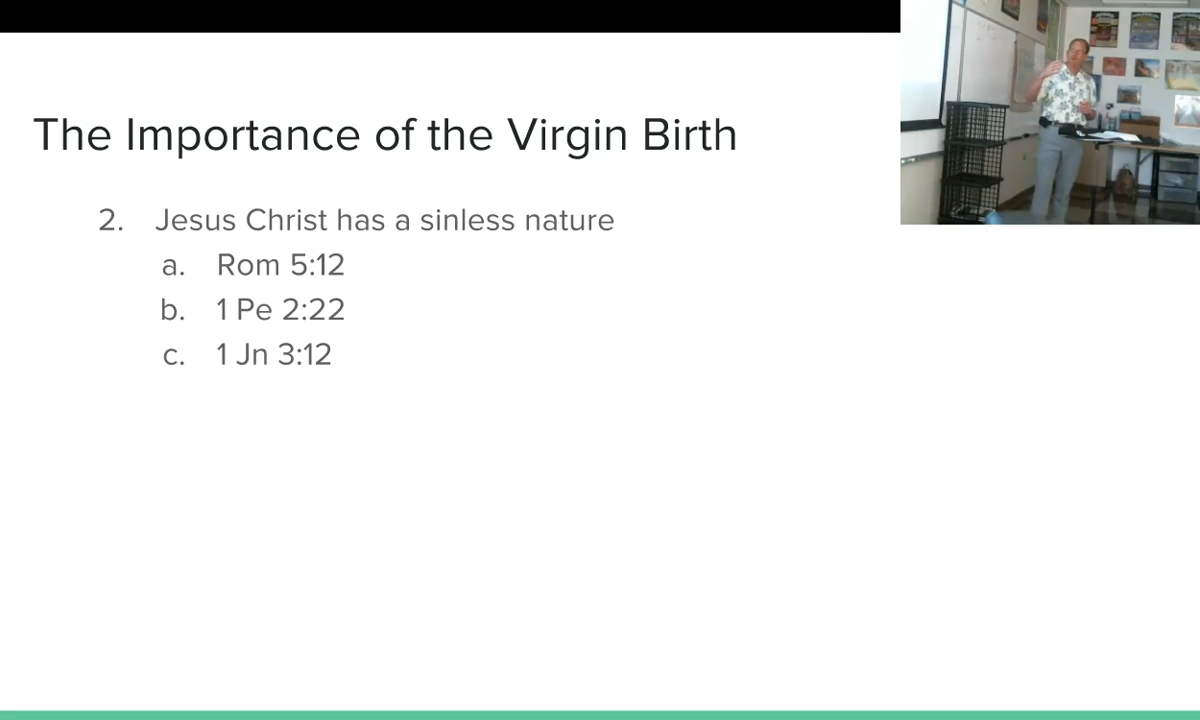 The Importance of the Virgin Birth
2. Jesus Christ has a sinless nature
a. Rom 5:12
b. 1 Pe 2:22
c. 1 Jn 3:12